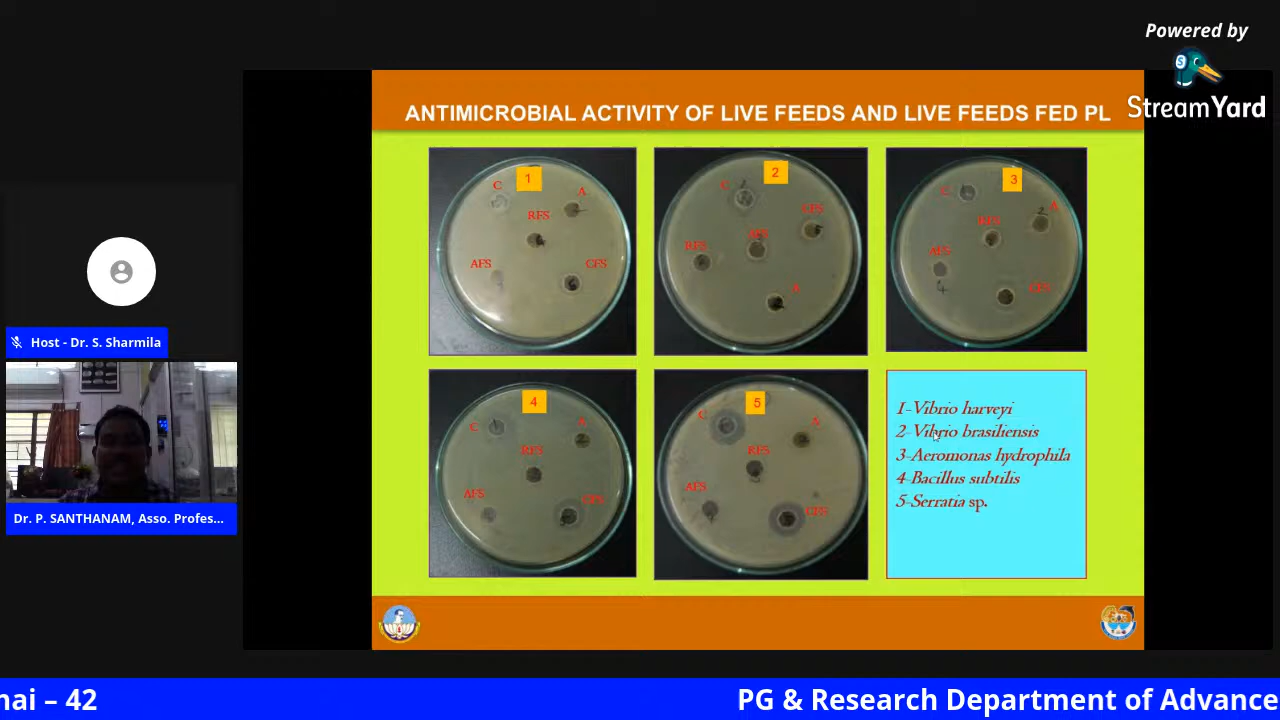 Powered by
StreamYard
ANTIMICROBIAL ACTIVITY OF LIVE FEEDS AND LIVE FEEDS FED PL
1
C
A
RFS
AFS
CFS
2
C
CFS
RFS
A
3
C
A
RFS
AFS
CFS
4
C
A
RFS
AFS
CFS
5
C
A
RFS
AFS
CFS
1-Vibrio harveyi
2-Vibrio brasiliensis
3-Aeromonas hydrophila
4-Bacillus subtilis
5-Serratia sp.
Host - Dr. S. Sharmila
Dr. P. SANTHANAM, Asso. Profes...
nai – 42
PG & Research Department of Advance